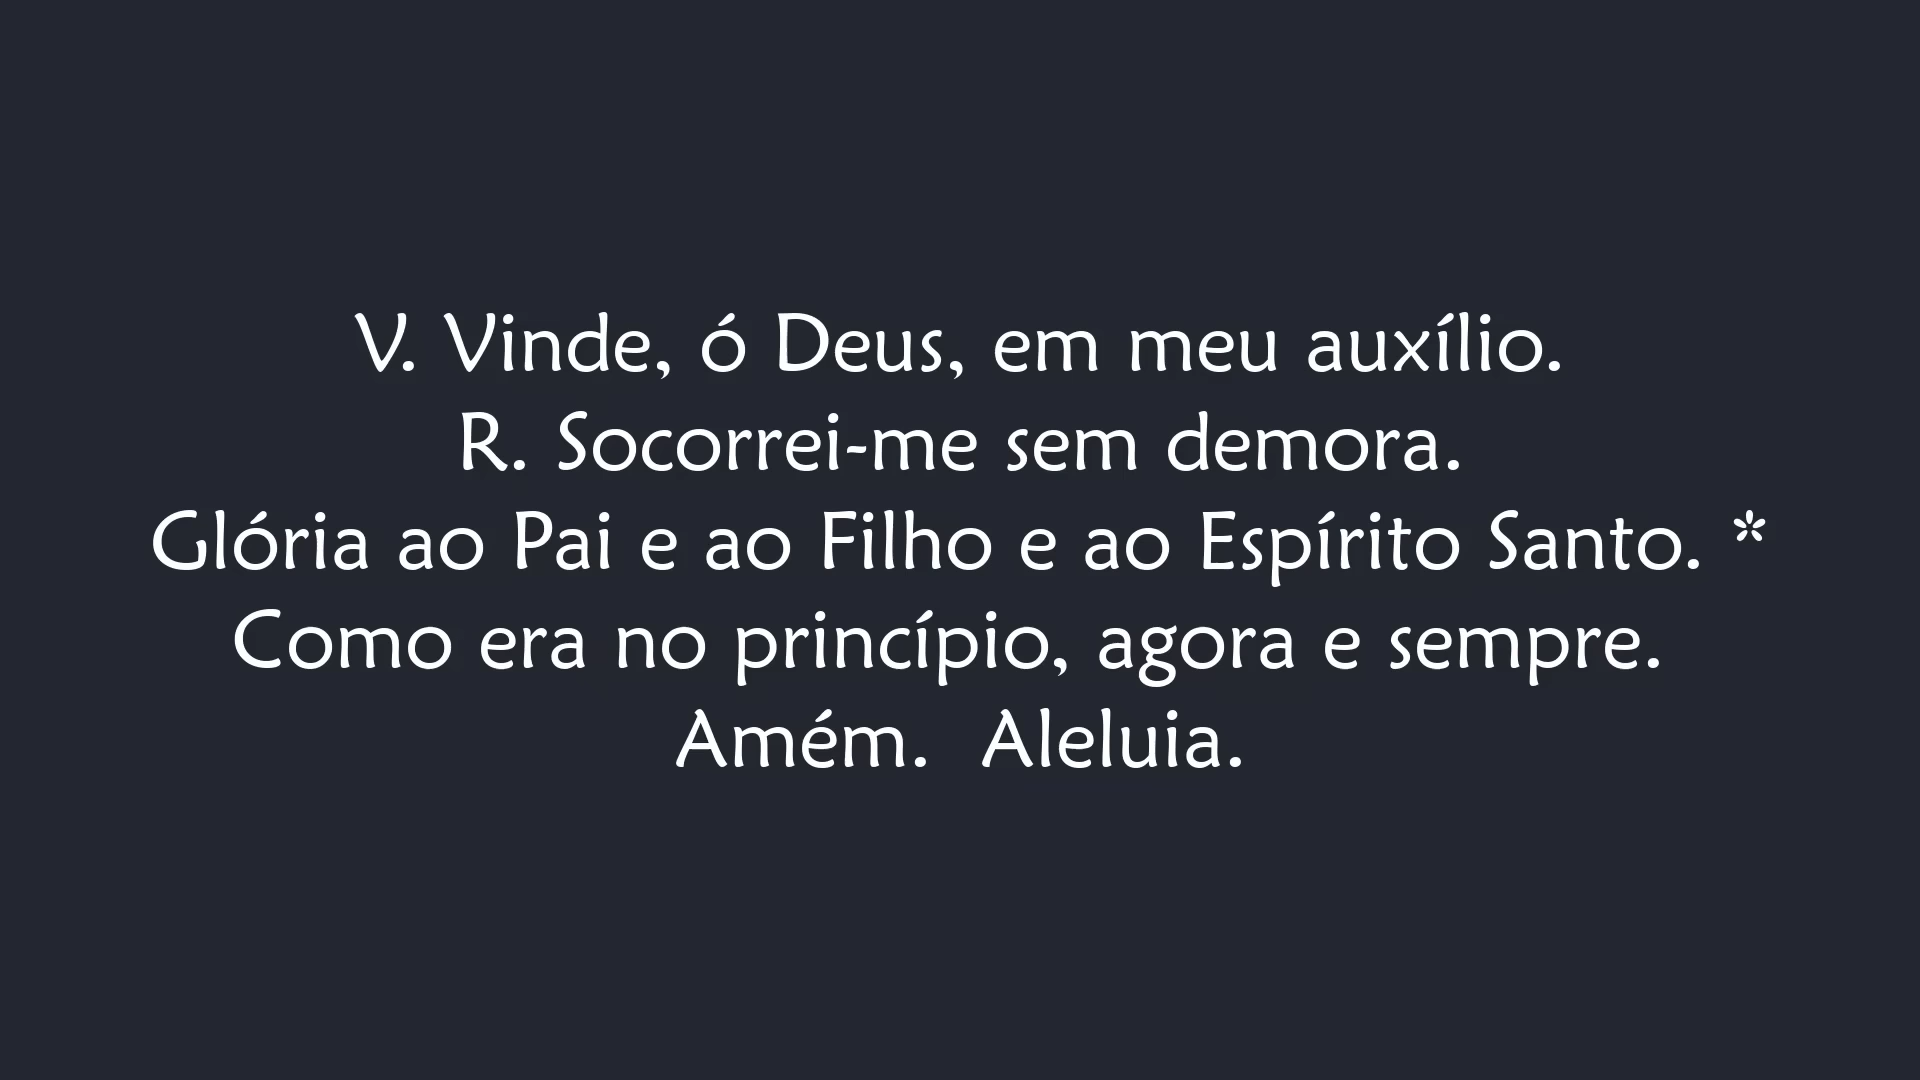 V. Vinde, ó Deus, em meu auxílio.
R. Socorrei-me sem demora.
Glória ao Pai e ao Filho e ao Espírito Santo. *
Como era no princípio, agora e sempre.
Amém.  Aleluia.